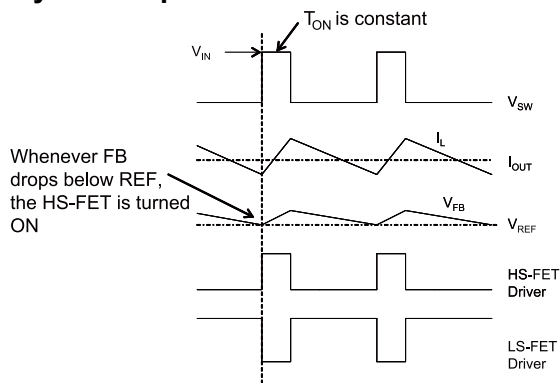 T_ON is constant
V_IN
V_SW
I_L
I_OUT
Whenever FB
drops below REF,
the HS-FET is turned
ON
V_FB
V_REF
HS-FET
Driver
LS-FET
Driver